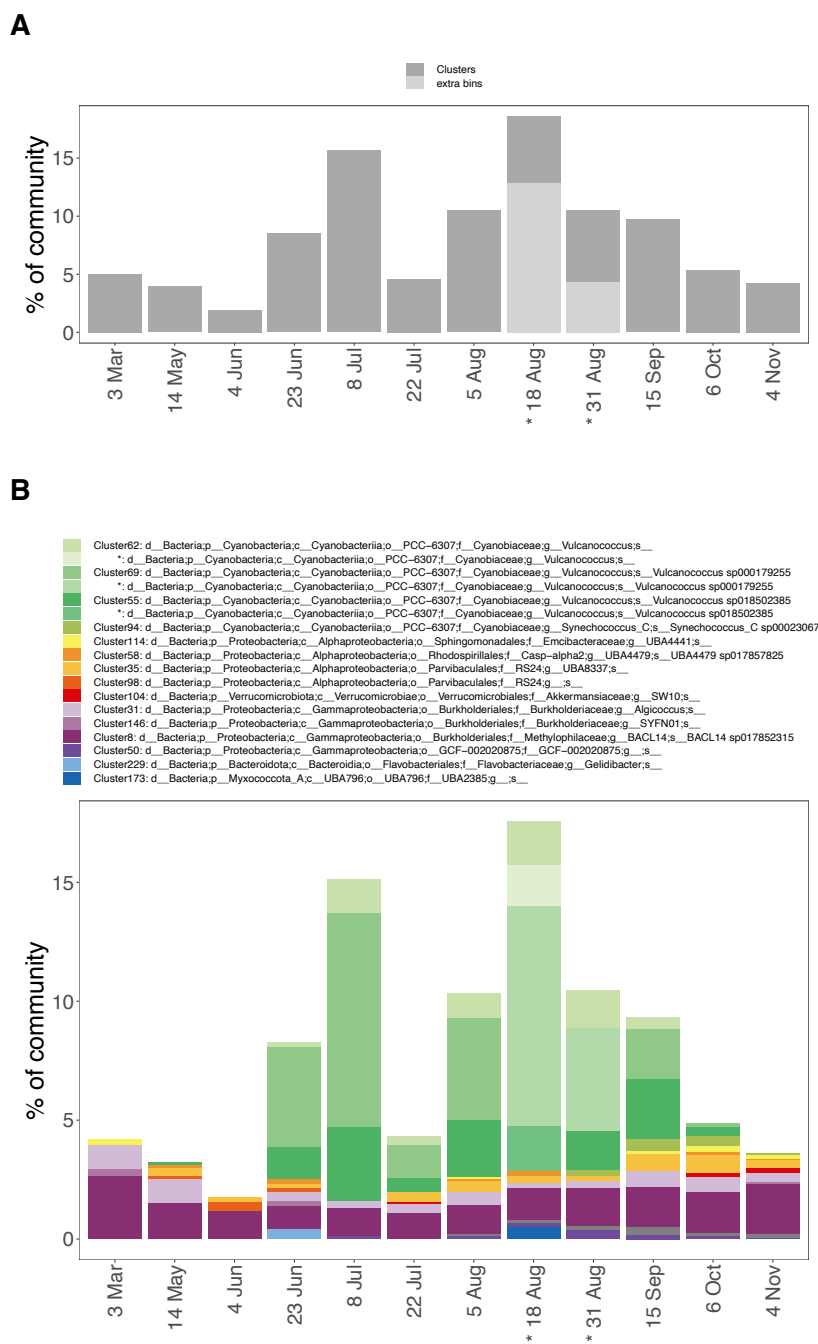 A
Clusters
extra bins
% of community
15
10
5
0
3 Mar
14 May
4 Jun
23 Jun
8 Jul
22 Jul
5 Aug
* 18 Aug
* 31 Aug
15 Sep
6 Oct
4 Nov
B
Cluster62: d__Bacteria;p__Cyanobacteria;c__Cyanobacteriia;o__PCC−6307;f__Cyanobiaceae;g__Vulcanococcus;s__
*: d__Bacteria;p__Cyanobacteria;c__Cyanobacteriia;o__PCC−6307;f__Cyanobiaceae;g__Vulcanococcus;s__
Cluster69: d__Bacteria;p__Cyanobacteria;c__Cyanobacteriia;o__PCC−6307;f__Cyanobiaceae;g__Vulcanococcus;s__Vulcanococcus sp000179255
*: d__Bacteria;p__Cyanobacteria;c__Cyanobacteriia;o__PCC−6307;f__Cyanobiaceae;g__Vulcanococcus;s__Vulcanococcus sp000179255
Cluster55: d__Bacteria;p__Cyanobacteria;c__Cyanobacteriia;o__PCC−6307;f__Cyanobiaceae;g__Vulcanococcus;s__Vulcanococcus sp018502385
*: d__Bacteria;p__Cyanobacteria;c__Cyanobacteriia;o__PCC−6307;f__Cyanobiaceae;g__Vulcanococcus;s__Vulcanococcus sp018502385
Cluster94: d__Bacteria;p__Cyanobacteria;c__Cyanobacteriia;o__PCC−6307;f__Cyanobiaceae;g__Synechococcus_C;s__Synechococcus_C sp00023067
Cluster114: d__Bacteria;p__Proteobacteria;c__Alphaproteobacteria;o__Sphingomonadales;f__Emcibacteraceae;g__UBA4441;s__
Cluster58: d__Bacteria;p__Proteobacteria;c__Alphaproteobacteria;o__Rhodospirillales;f__Casp−alpha2;g__UBA4479;s__UBA4479 sp017857825
Cluster35: d__Bacteria;p__Proteobacteria;c__Alphaproteobacteria;o__Parvibaculales;f__RS24;g__UBA8337;s__
Cluster98: d__Bacteria;p__Proteobacteria;c__Alphaproteobacteria;o__Parvibaculales;f__RS24;g__;s__
Cluster104: d__Bacteria;p__Verrucomicrobiota;c__Verrucomicrobiae;o__Verrucomicrobiales;f__Akkermansiaceae;g__SW10;s__
Cluster31: d__Bacteria;p__Proteobacteria;c__Gammaproteobacteria;o__Burkholderiales;f__Burkholderiaceae;g__Algicoccus;s__
Cluster146: d__Bacteria;p__Proteobacteria;c__Gammaproteobacteria;o__Burkholderiales;f__Burkholderiaceae;g__SYFN01;s__
Cluster8: d__Bacteria;p__Proteobacteria;c__Gammaproteobacteria;o__Burkholderiales;f__Methylophilaceae;g__BACL14;s__BACL14 sp017852315
Cluster50: d__Bacteria;p__Proteobacteria;c__Gammaproteobacteria;o__GCF−002020875;f__GCF−002020875;g__;s__
Cluster229: d__Bacteria;p__Bacteroidota;c__Bacteroidia;o__Flavobacteriales;f__Flavobacteriaceae;g__Gelidibacter;s__
Cluster173: d__Bacteria;p__Myxococcota_A;c__UBA796;o__UBA796;f__UBA2385;g__;s__
% of community
15
10
5
0
3 Mar
14 May
4 Jun
23 Jun
8 Jul
22 Jul
5 Aug
* 18 Aug
* 31 Aug
15 Sep
6 Oct
4 Nov